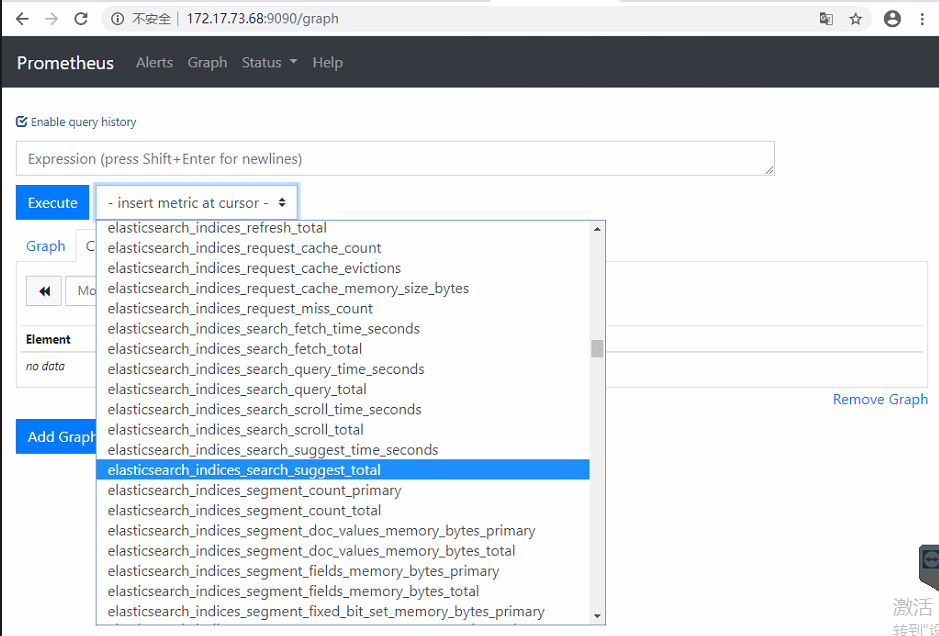 不安全 | 172.17.73.68:9090/graph
Prometheus Alerts Graph Status Help
Enable query history
Expression (press Shift+Enter for newlines)
Execute - insert metric at cursor -
elasticsearch_indices_refresh_total
Graph C elasticsearch_indices_request_cache_count
elasticsearch_indices_request_cache_evictions
Mo elasticsearch_indices_request_cache_memory_size_bytes
elasticsearch_indices_request_miss_count
elasticsearch_indices_search_fetch_time_seconds
Element elasticsearch_indices_search_fetch_total
no data elasticsearch_indices_search_query_time_seconds
elasticsearch_indices_search_query_total
Remove Graph
elasticsearch_indices_search_scroll_time_seconds
elasticsearch_indices_search_scroll_total
Add Graph
elasticsearch_indices_search_suggest_time_seconds
elasticsearch_indices_search_suggest_total
elasticsearch_indices_segment_count_primary
elasticsearch_indices_segment_count_total
elasticsearch_indices_segment_doc_values_memory_bytes_primary
elasticsearch_indices_segment_doc_values_memory_bytes_total
elasticsearch_indices_segment_fields_memory_bytes_primary
elasticsearch_indices_segment_fields_memory_bytes_total
elasticsearch_indices_segment_fixed_bit_set_memory_bytes_primary
激活
转到"设